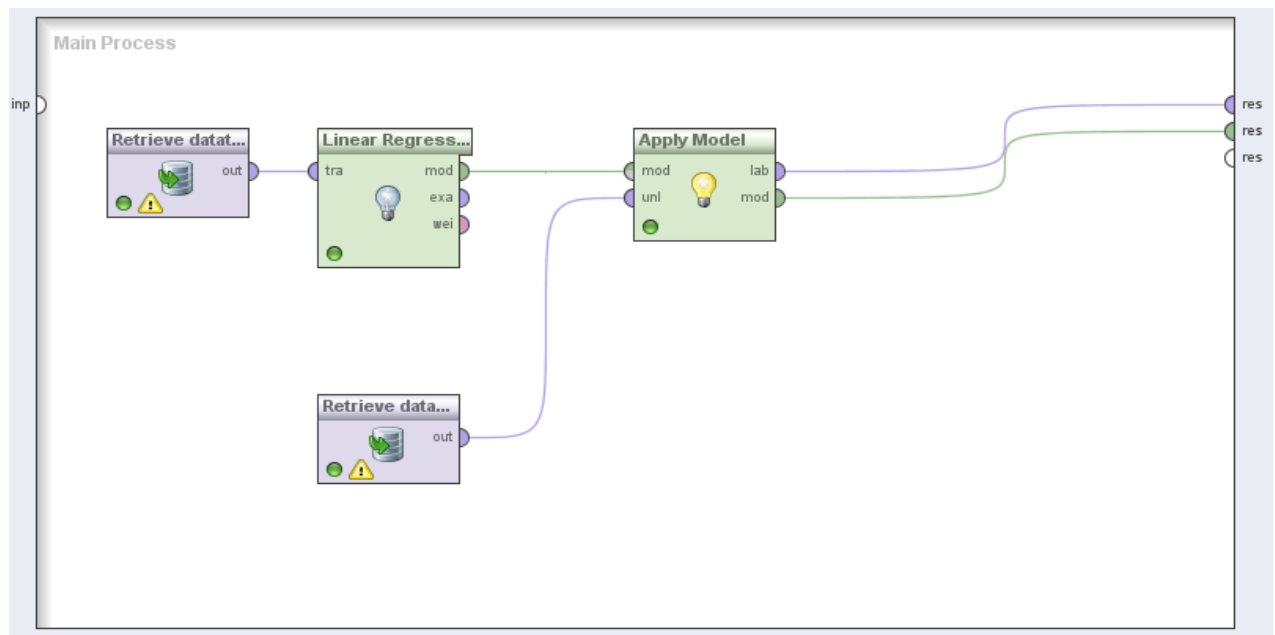 Main Process
inp
res
res
res
Retrieve datat...
out
Linear Regress...
tra
mod
exa
wei
Apply Model
mod
lab
unl
mod
Retrieve data...
out